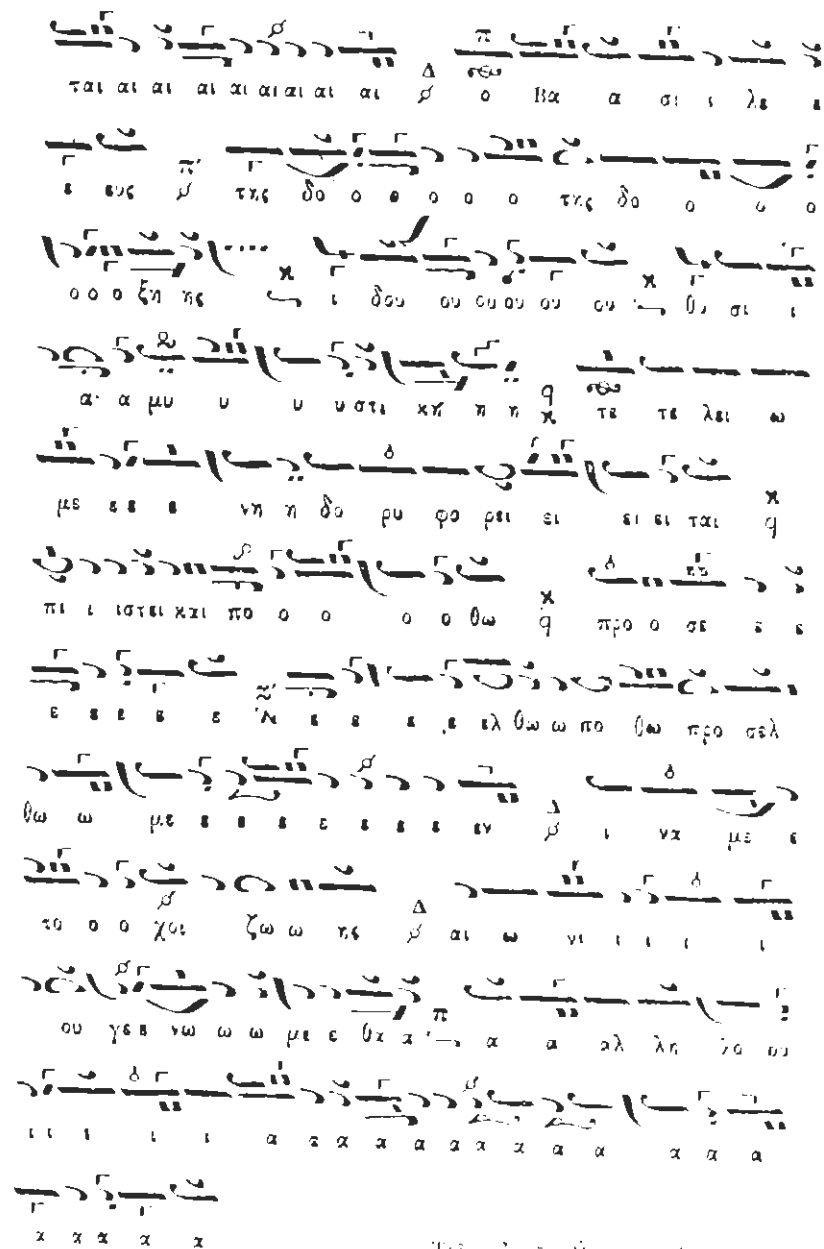 ται αι αι αι αι αι αι αι αι Δ ο Βα α σι ι λε ε
ε ευς π΄ της δο ο ο ο ο ο της δο ο ο ο
ο ο ο ξη ης ι δου ου ου ου ου ου θυ σι ι
α α μυ υ υ υ στι κη η η q τε τε λει ω
με ε ε ε νη η δο ρυ φο ρει ει ει ει ται q
πι ι ιστει και πο ο ο ο ο θω q προ ο σε ε ε
ε ε ε ε ε ε ε ε ε ελ θω ω πο θω προ σελ
θω ω με ε ε ε ε ε ε ε εν Δ ι να με ε
το ο ο χοι ζω ω ης Δ αι ω νι ι ι ι ι
ου γε ε νω ω ω με ε θα α π α α αλ λη λο ου
ι ι ι ι ι α α α α α α α α α α α α α
α α α α α